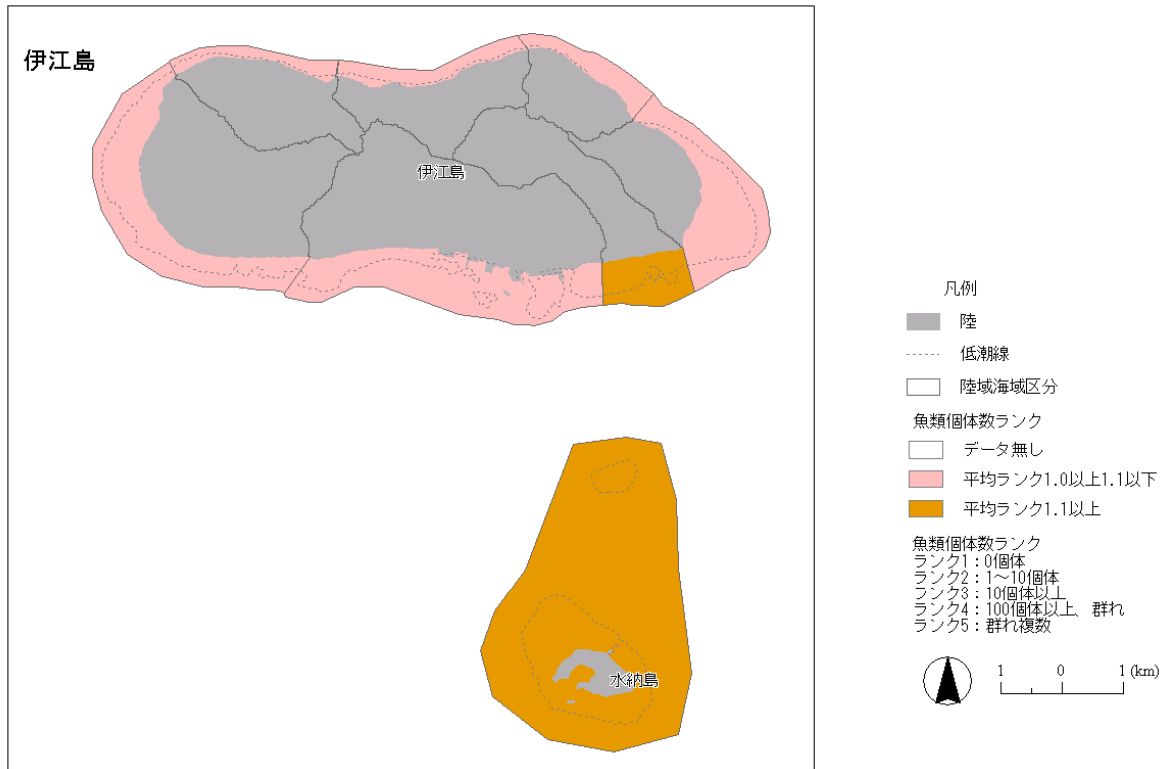 伊江島
伊江島
水納島
凡例
陸
低潮線
陸域海域区分
魚類個体数ランク
データ無し
平均ランク1.0以上1.1以下
平均ランク1.1以上
魚類個体数ランク
ランク1：0個体
ランク2：1～10個体
ランク3：10個体以上
ランク4：100個体以上、群れ
ランク5：群れ複数
1 0 1 (km)